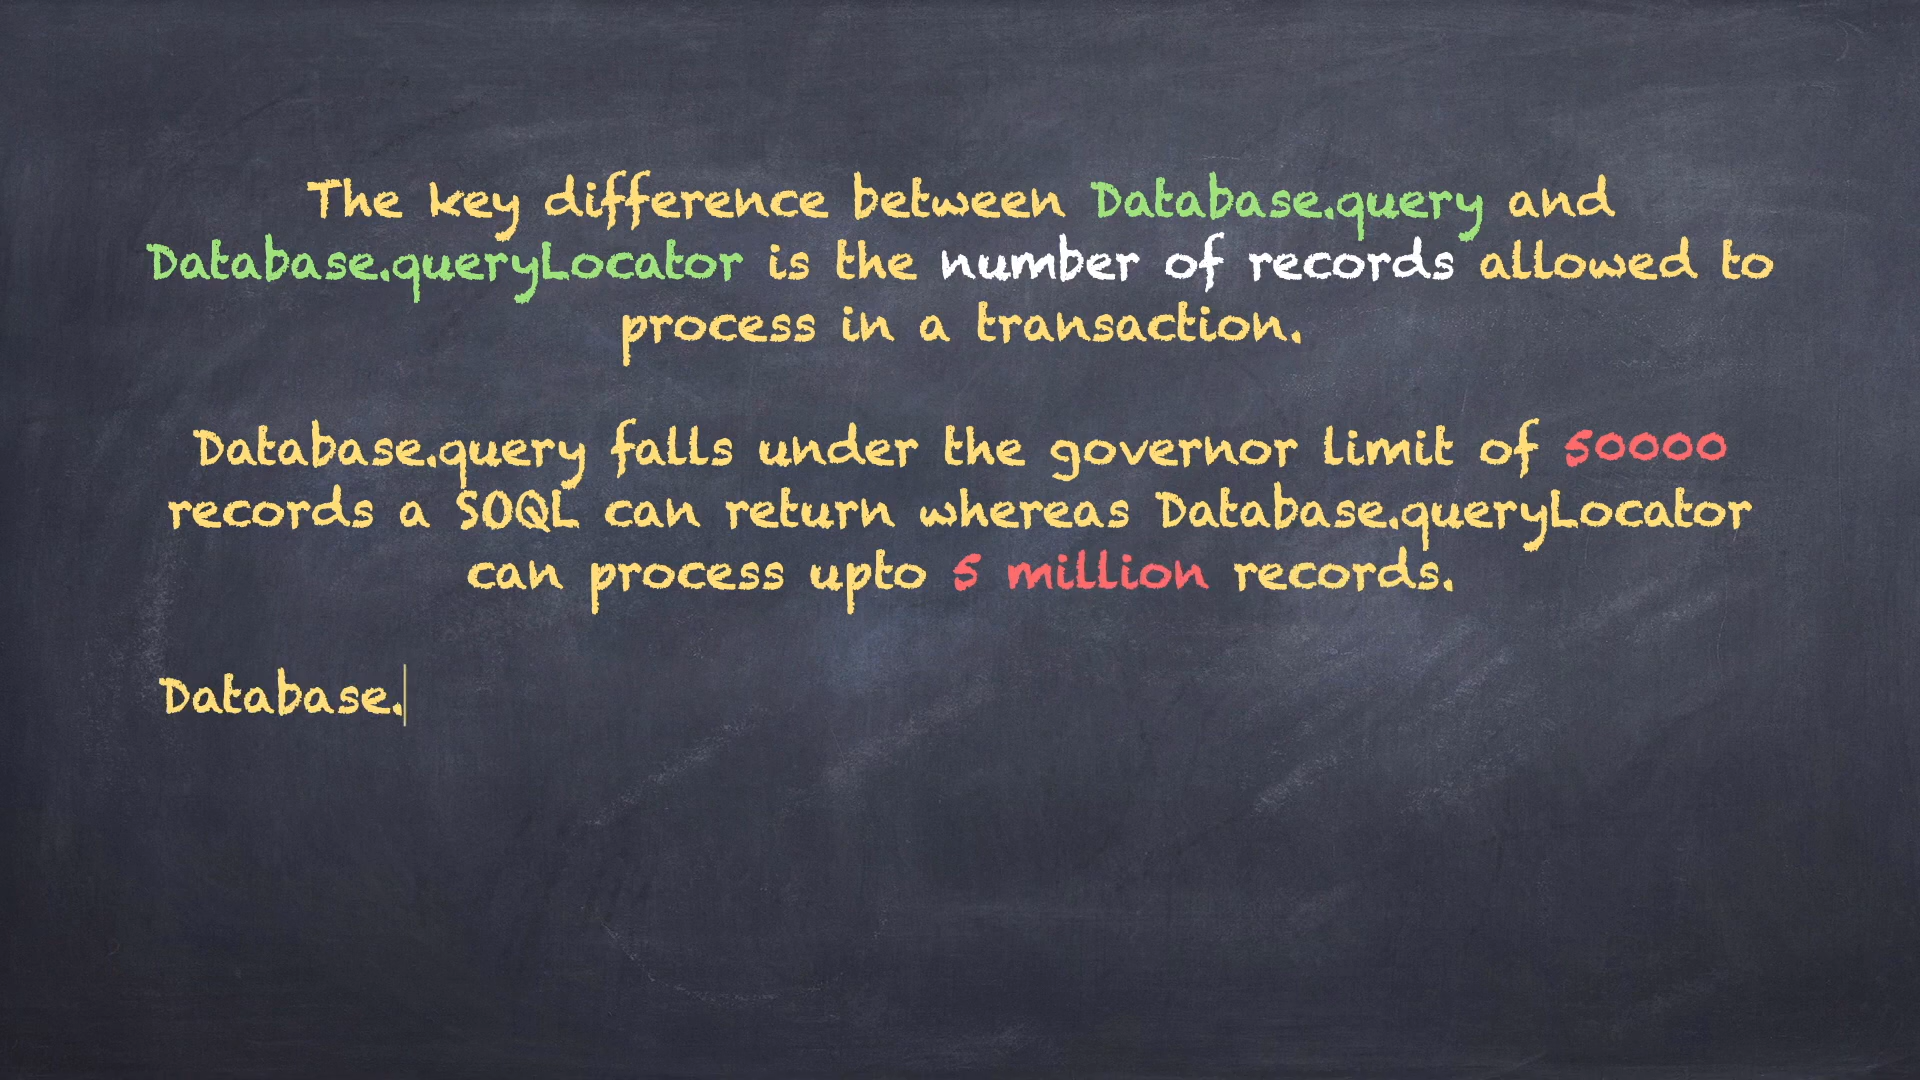 The key difference between Database.query and
Database.queryLocator is the number of records allowed to
process in a transaction.
Database.query falls under the governor limit of 50000
records a SOQL can return whereas Database.queryLocator
can process upto 5 million records.
Database.